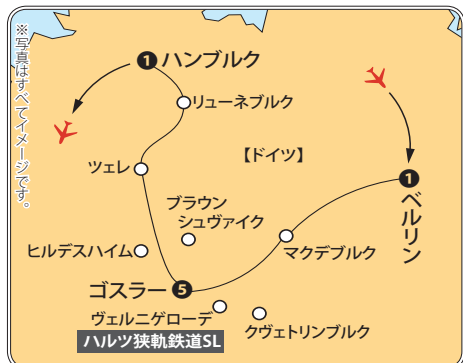 ※写真はすべてイメージです。
❶ハンブルク
リューネブルク
ツェレ
【ドイツ】
❶
ベルリン
ブラウン
シュヴァイク
ヒルデスハイム
マクデブルク
ゴスラー❺
ヴェルニゲローデ
クヴェトリンブルク
ハルツ狭軌鉄道SL